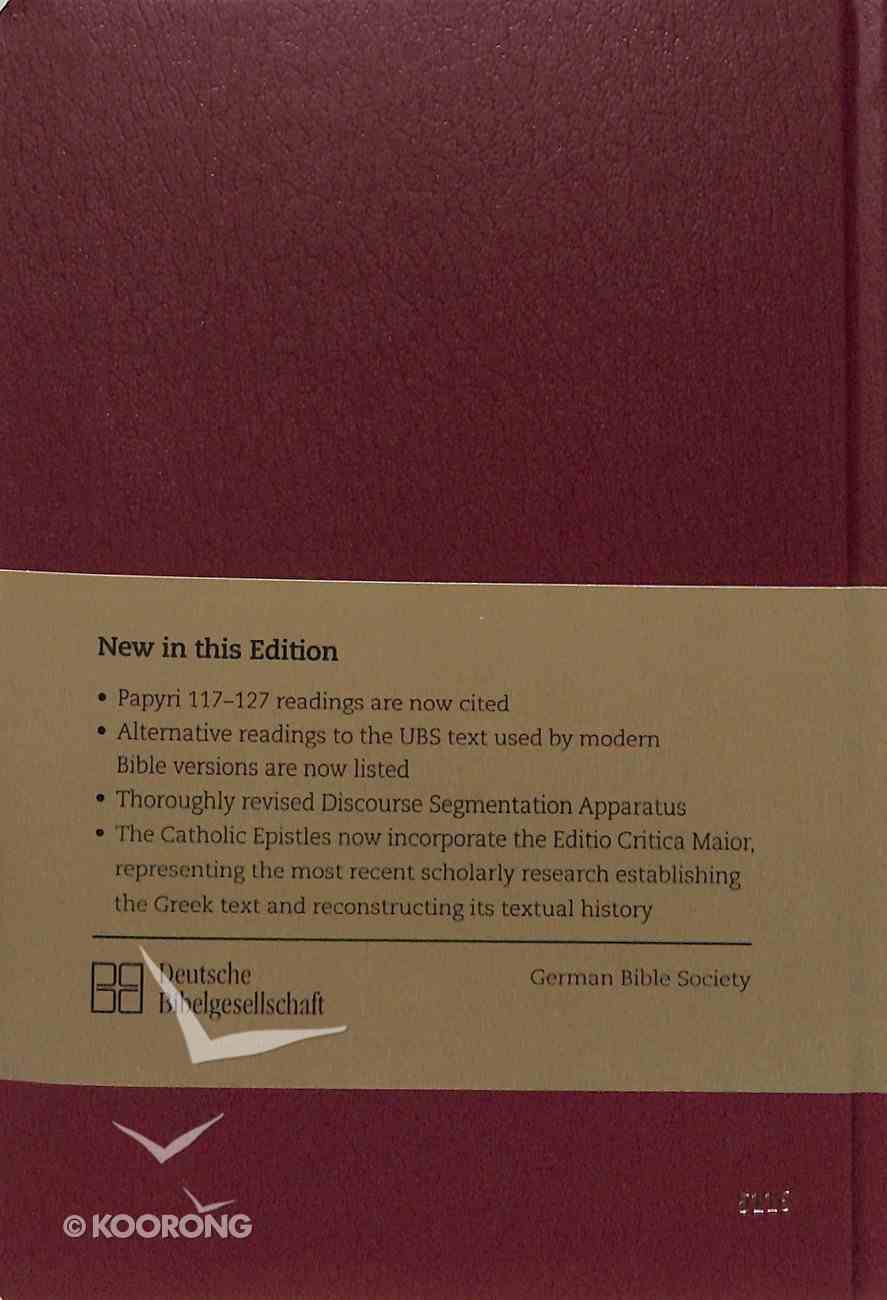 New in this Edition
• Papyri 117–127 readings are now cited
• Alternative readings to the UBS text used by modern
Bible versions are now listed
• Thoroughly revised Discourse Segmentation Apparatus
• The Catholic Epistles now incorporate the Editio Critica Maior,
representing the most recent scholarly research establishing
the Greek text and reconstructing its textual history
Deutsche
Bibelgesellschaft
German Bible Society
© KOORONG